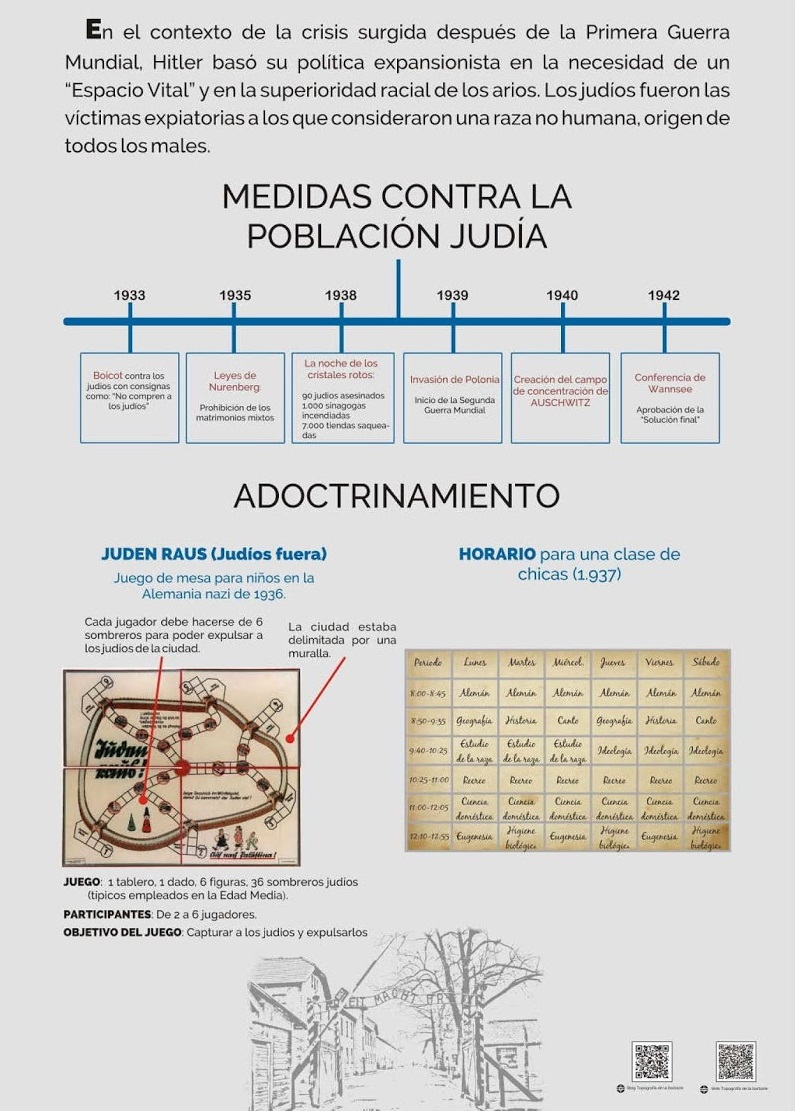 En el contexto de la crisis surgida después de la Primera Guerra
Mundial, Hitler basó su política expansionista en la necesidad de un
“Espacio Vital” y en la superioridad racial de los arios. Los judíos fueron las
víctimas expiatorias a los que consideraron una raza no humana, origen de
todos los males.
MEDIDAS CONTRA LA
POBLACIÓN JUDÍA
1933
1935
1938
1939
1940
1942
Boicot contra los
judios con consignas
como: “No compren a
los judios”
Leyes de
Nurenberg:
Prohibición de los
matrimonios mixtos
La noche de los
cristales rotos:
90 judios asesinados
1.000 sinagogas
incendiadas
7.000 tiendas saquea-
das
Invasión de Polonia
Inicio de la Segunda
Guerra Mundial
Creación del campo
de concentración de
AUSCHWITZ
Conferencia de
Wannsee
Aprobación de la
“Solución final”
ADOCTRINAMIENTO
JUDEN RAUS (Judíos fuera)
Juego de mesa para niños en la
Alemania nazi de 1936.
Cada jugador debe hacerse de 6
sombreros para poder expulsar a
los judios de la ciudad.
La ciudad estaba
delimitada por una
muralla.
Juden
raus!
Auf nach Palästina!
JUEGO: 1 tablero, 1 dado, 6 figuras, 36 sombreros judios
(típicos empleados en la Edad Media).
PARTICIPANTES: De 2 a 6 jugadores.
OBJETIVO DEL JUEGO: Capturar a los judios y expulsarlos
HORARIO para una clase de
chicas (1.937)
Periodo Lunes Martes Miércol. Jueves Viernes Sábado
8:00-8:45 Alemán Alemán Alemán Alemán Alemán Alemán
8:50-9:35 Geografía Historia Canto Geografía Historia Canto
9:40-10:25 Estudio de la raza Estudio de la raza Estudio de la raza Ideología Ideología Ideología
10:25-11:00 Recreo Recreo Recreo Recreo Recreo Recreo
11:00-12:05 Ciencia doméstica Ciencia doméstica Ciencia doméstica Ciencia doméstica Ciencia doméstica Ciencia doméstica
12:10-12:55 Eugenesia Higiene biológica Eugenesia Higiene biológica Eugenesia Higiene biológica
EIT MACHT FR
Blog Topografía de la barbarie
Web Topografía de la barbarie